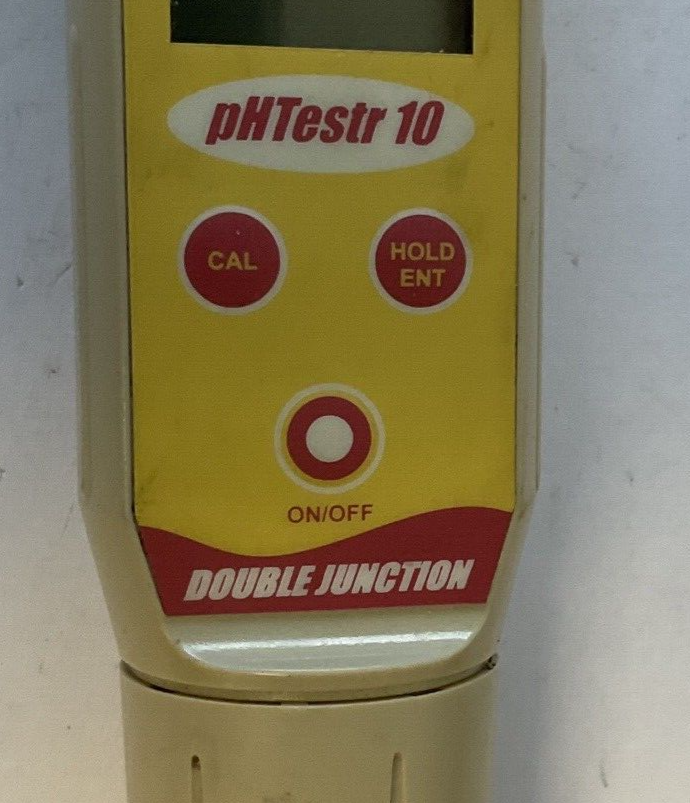 pHTestr 10
CAL
HOLD
ENT
ON/OFF
DOUBLE JUNCTION